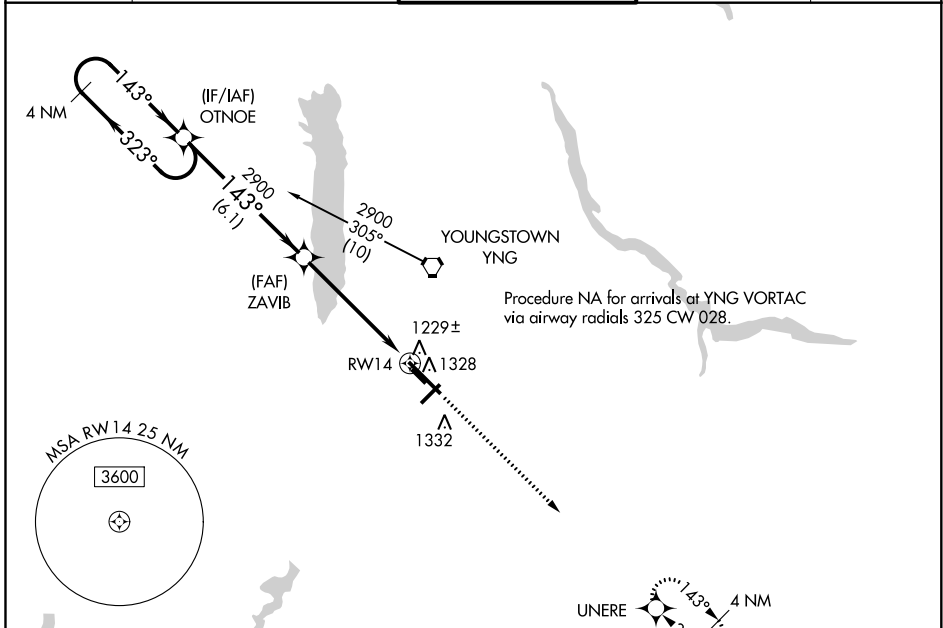 143°
4 NM
(IF/IAF)
OTNOE
323°
2900
143°
(6.1)
2900
305°
(10)
YOUNGSTOWN
YNG
(FAF)
ZAVIB
Procedure NA for arrivals at YNG VORTAC
via airway radials 325 CW 028.
1229±
RW14
1328
1332
MSA RW14 25 NM
3600
UNERE
143°
4 NM